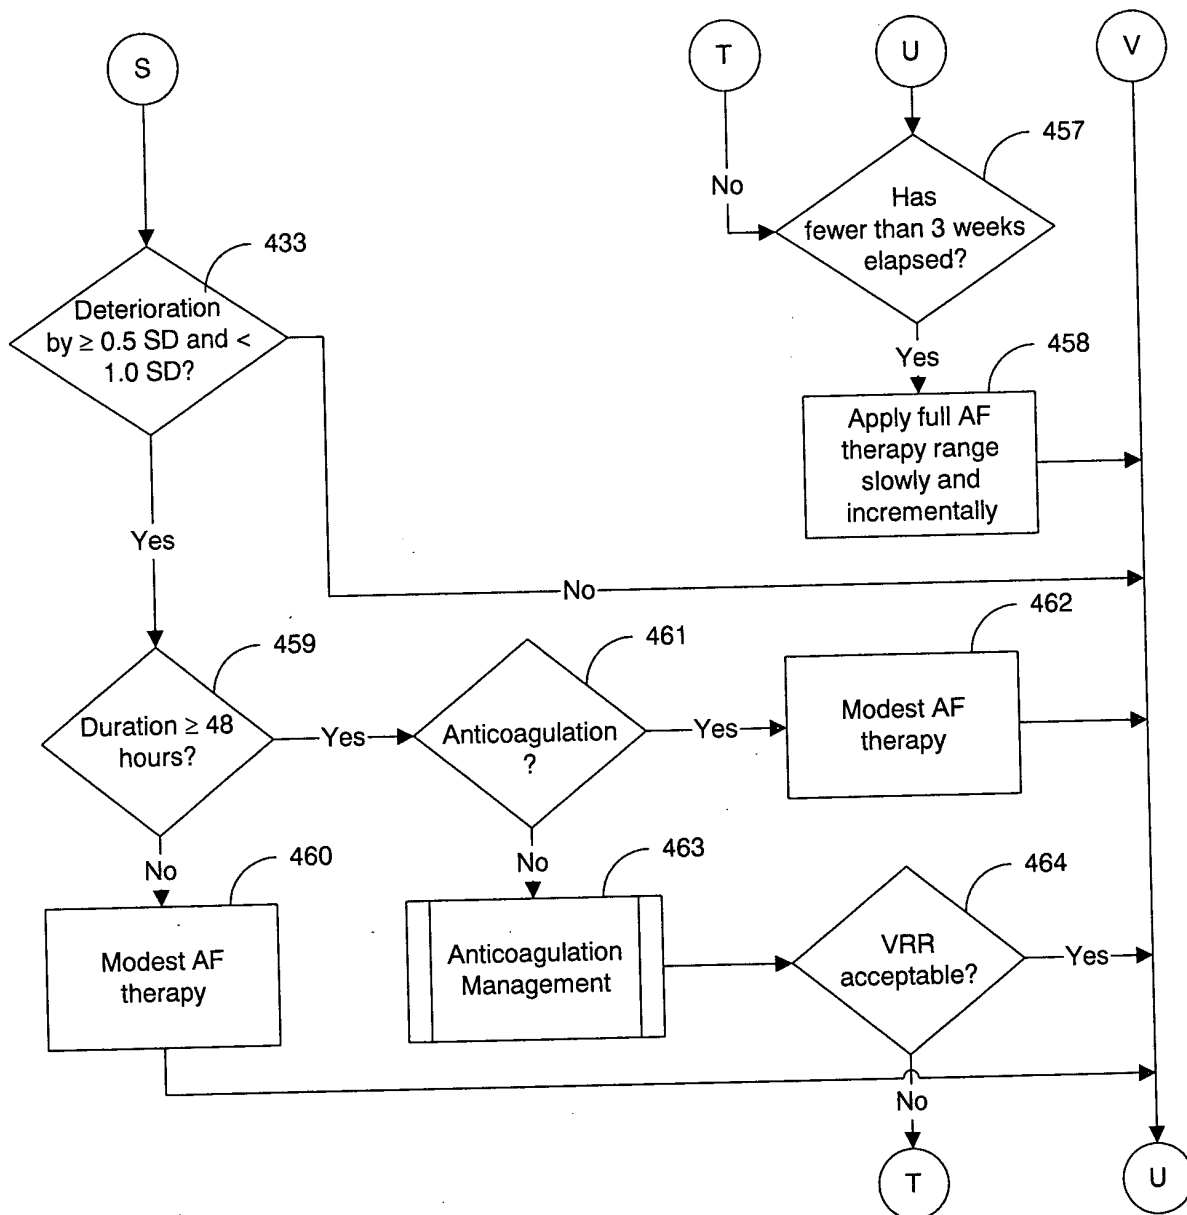 S
T
U
V
457
No
Has
fewer than 3 weeks
elapsed?
433
Deterioration
by ≥ 0.5 SD and <
1.0 SD?
Yes
458
Apply full AF
therapy range
slowly and
incrementally
Yes
No
459
Duration ≥ 48
hours?
Yes
461
Anticoagulation
?
Yes
462
Modest AF
therapy
No
460
Modest AF
therapy
No
463
Anticoagulation
Management
464
VRR
acceptable?
Yes
No
T
U